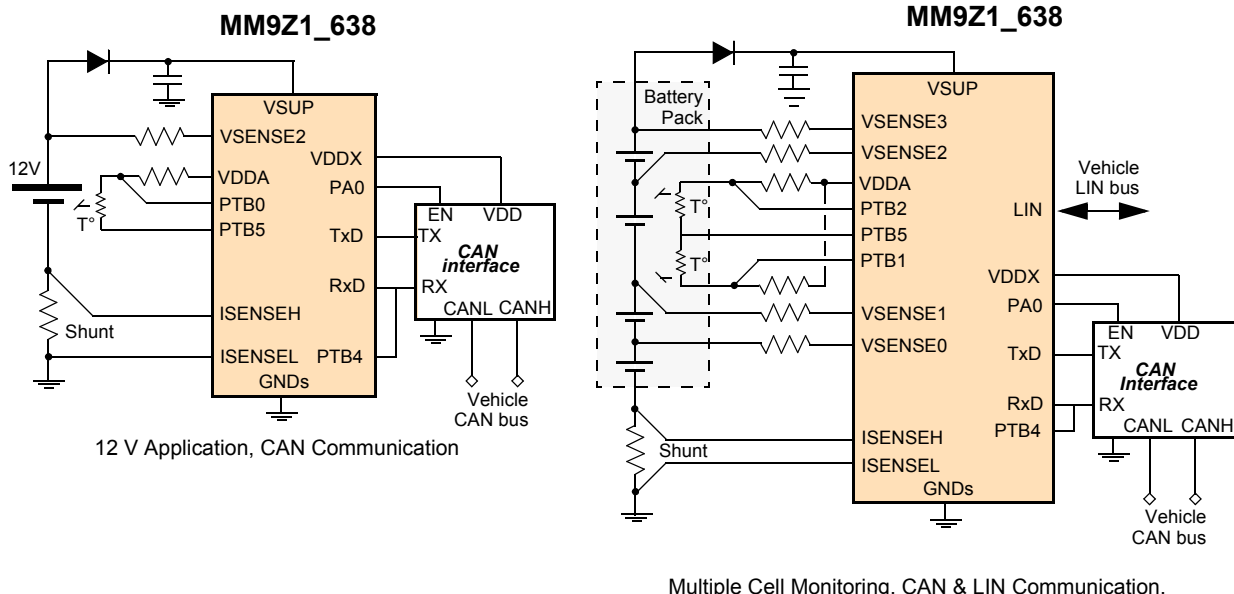 MM9Z1_638
VSUP
VSENSE2
12V
VDDA
PTB0
PTB5
T°
VDDX
PA0
EN VDD
TxD
TX
CAN
interface
RxD
RX
CANL CANH
ISENSEH
Shunt
ISENSEL
PTB4
GNDs
Vehicle
CAN bus
12 V Application, CAN Communication
MM9Z1_638
Battery
Pack
VSUP
VSENSE3
VSENSE2
VDDA
PTB2
T°
PTB5
T°
PTB1
VSENSE1
VSENSE0
Vehicle
LIN bus
LIN
VDDX
PA0
EN VDD
TxD
TX
CAN
Interface
RxD
RX
PTB4
CANL CANH
ISENSEH
Shunt
ISENSEL
GNDs
Vehicle
CAN bus
Multiple Cell Monitoring, CAN & LIN Communication,